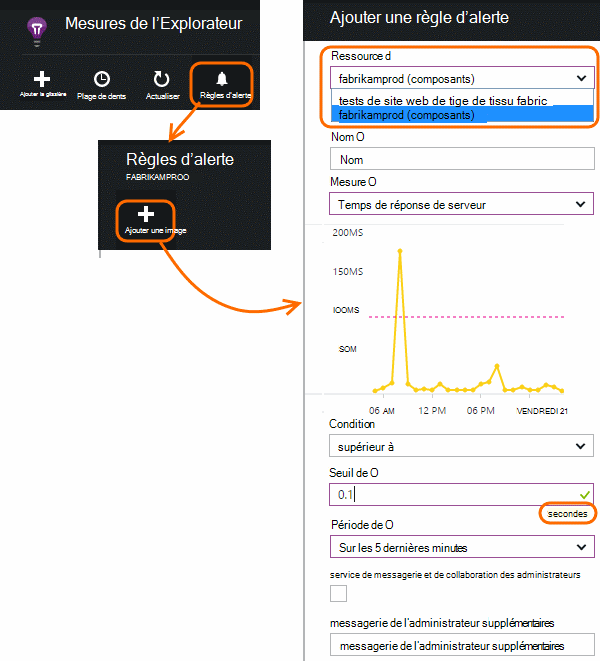 Mesures de l'Explorateur
Ajouter la glissière
Plage de dents
Actualiser
Règles d'alerte
Règles d'alerte
FABRIKAMPROO
Ajouter une image
Ajouter une règle d'alerte
Ressource d
fabrikamprod (composants)
tests de site web de tige de tissu fabric
fabrikamprod (composants)
Nom O
Nom
Mesure O
Temps de réponse de serveur
200MS
150MS
IOOMS
SOM
06 AM 12 PM 06 PM VENDREDI 21
Condition
supérieur à
Seuil de O
0.1
secondes
Période de O
Sur les 5 dernières minutes
service de messagerie et de collaboration des administrateurs
messagerie de l'administrateur supplémentaires
messagerie de l'administrateur supplémentaires